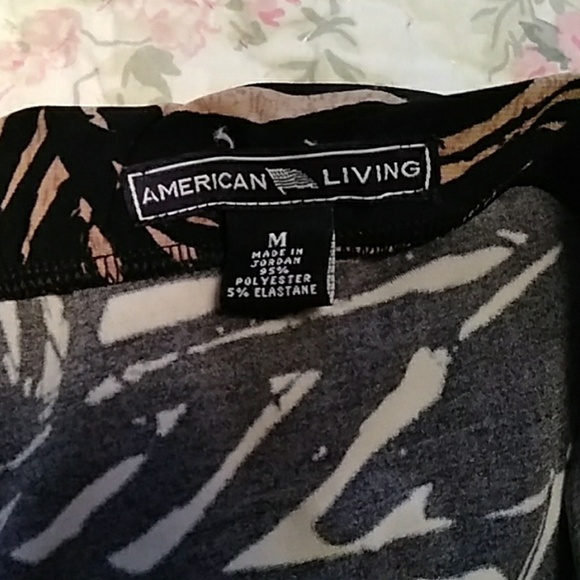 AMERICAN LIVING
M
MADE IN
JORDAN
95%
POLYESTER
5% ELASTANE